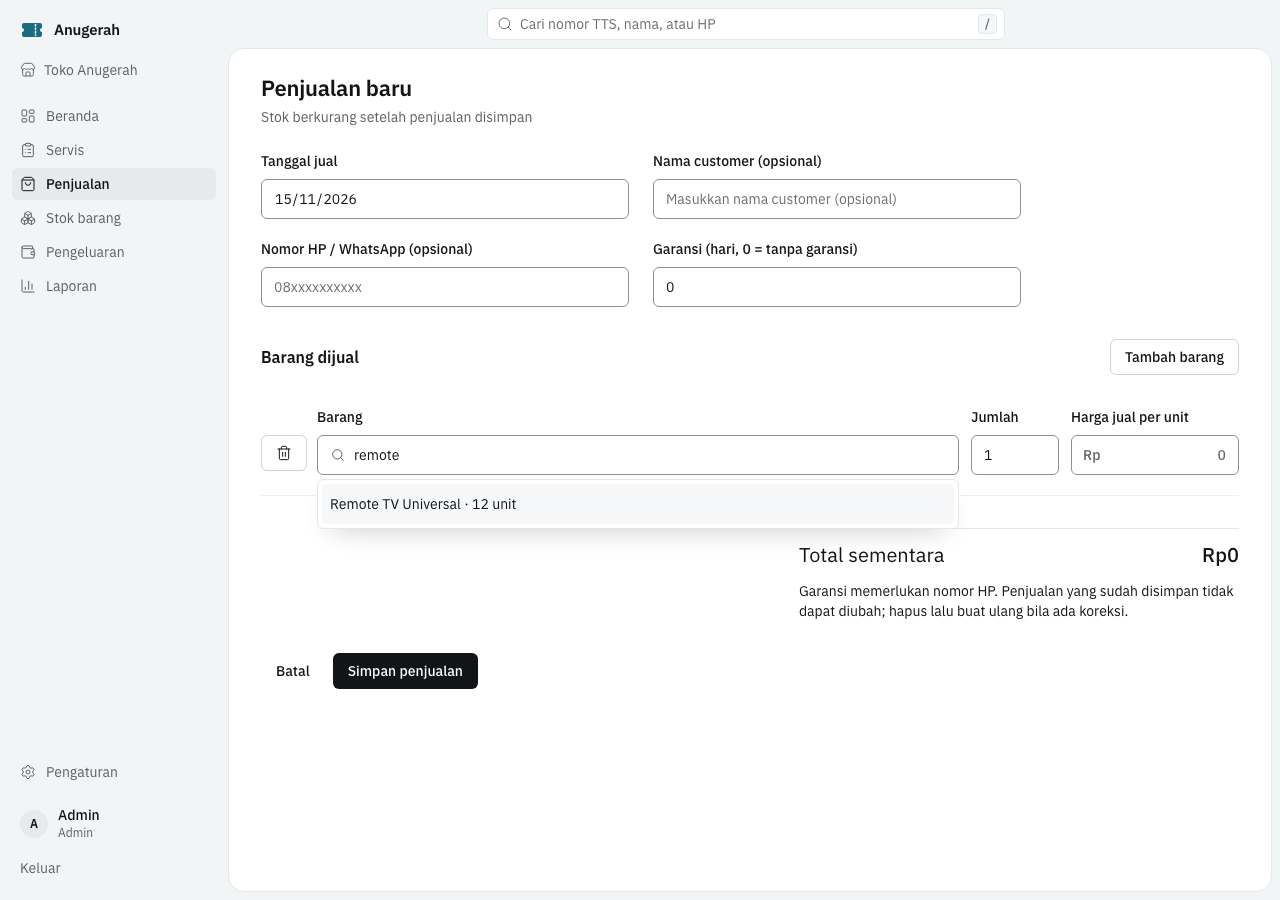 Anugerah
Cari nomor TTS, nama, atau HP
/
Toko Anugerah
Beranda
Servis
Penjualan
Stok barang
Pengeluaran
Laporan
Pengaturan
A
Admin
Admin
Keluar
Penjualan baru
Stok berkurang setelah penjualan disimpan
Tanggal jual
Nama customer (opsional)
15/11/2026
Masukkan nama customer (opsional)
Nomor HP / WhatsApp (opsional)
Garansi (hari, 0 = tanpa garansi)
08xxxxxxxxxx
0
Barang dijual
Tambah barang
Barang
Jumlah
Harga jual per unit
remote
1
Rp 0
Remote TV Universal · 12 unit
Total sementara
Rp0
Garansi memerlukan nomor HP. Penjualan yang sudah disimpan tidak
dapat diubah; hapus lalu buat ulang bila ada koreksi.
Batal
Simpan penjualan